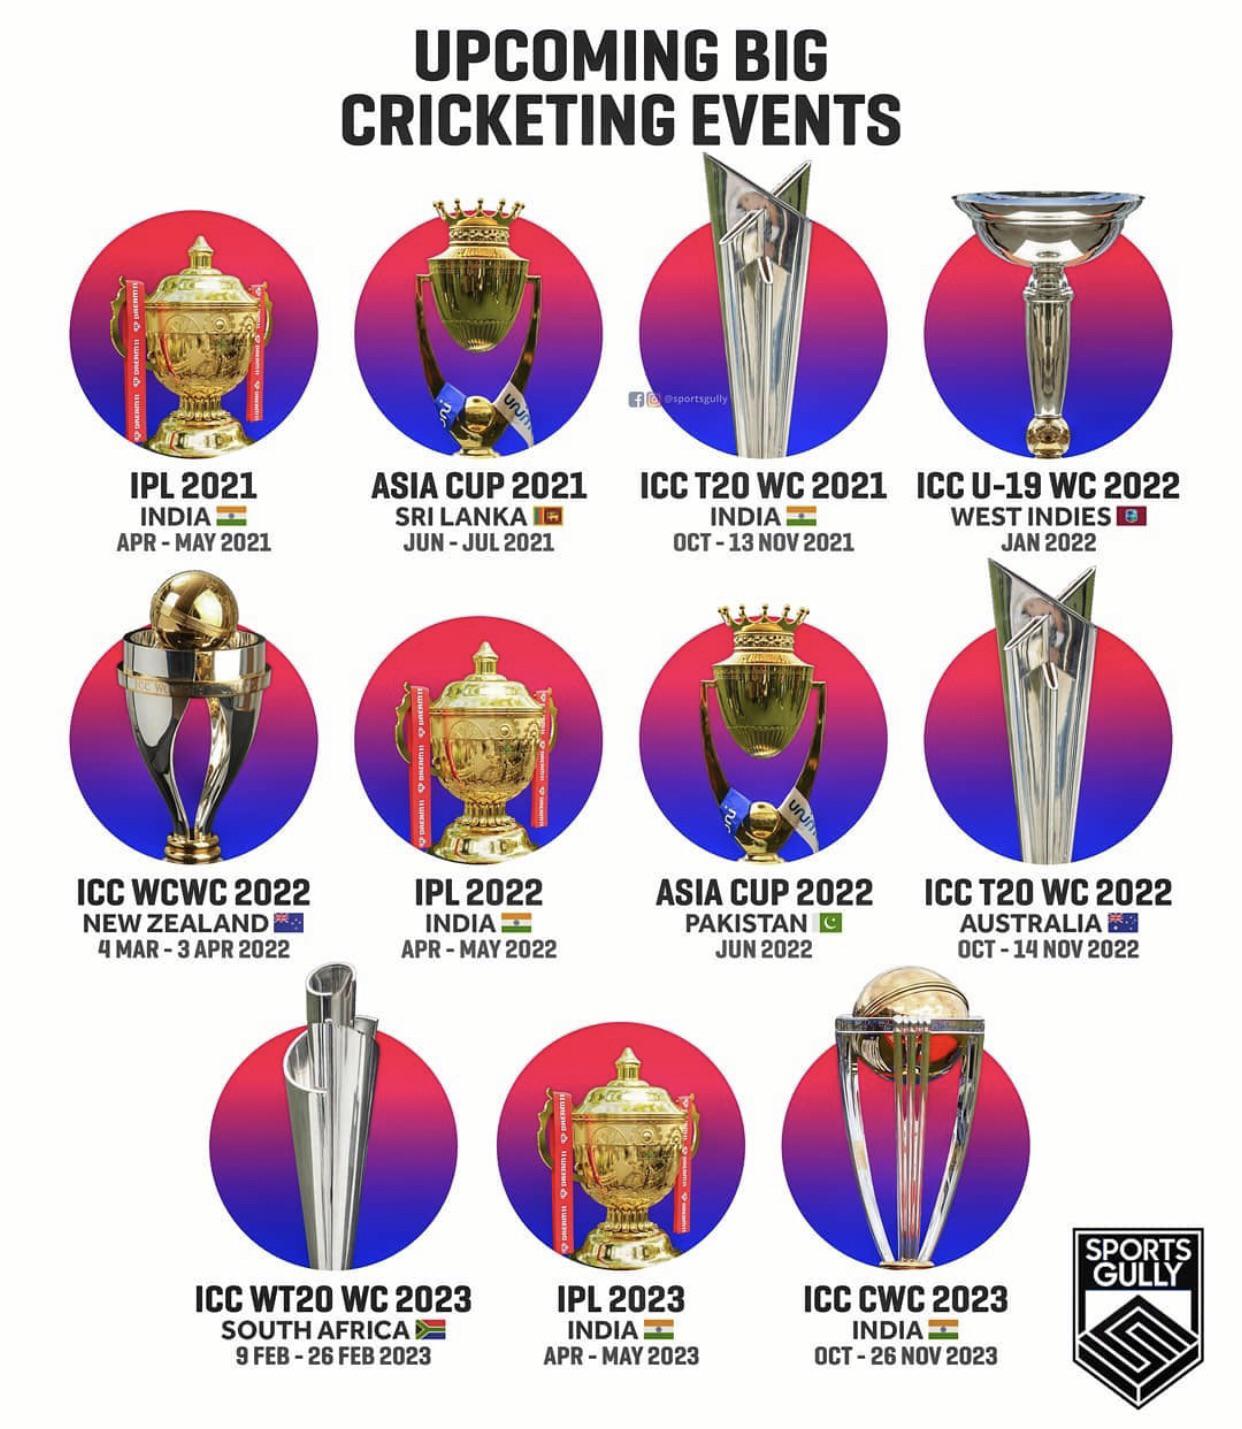 UPCOMING BIG
CRICKETING EVENTS
DREAM11
@sportsgully
IPL 2021
INDIA
APR - MAY 2021
ASIA CUP 2021
SRI LANKA
JUN - JUL 2021
ICC T20 WC 2021
INDIA
OCT - 13 NOV 2021
ICC U-19 WC 2022
WEST INDIES
JAN 2022
ICC WCWC 2022
NEW ZEALAND
4 MAR - 3 APR 2022
IPL 2022
INDIA
APR - MAY 2022
ASIA CUP 2022
PAKISTAN
JUN 2022
ICC T20 WC 2022
AUSTRALIA
OCT - 14 NOV 2022
ICC WT20 WC 2023
SOUTH AFRICA
9 FEB - 26 FEB 2023
IPL 2023
INDIA
APR - MAY 2023
ICC CWC 2023
INDIA
OCT - 26 NOV 2023
SPORTS
GULLY